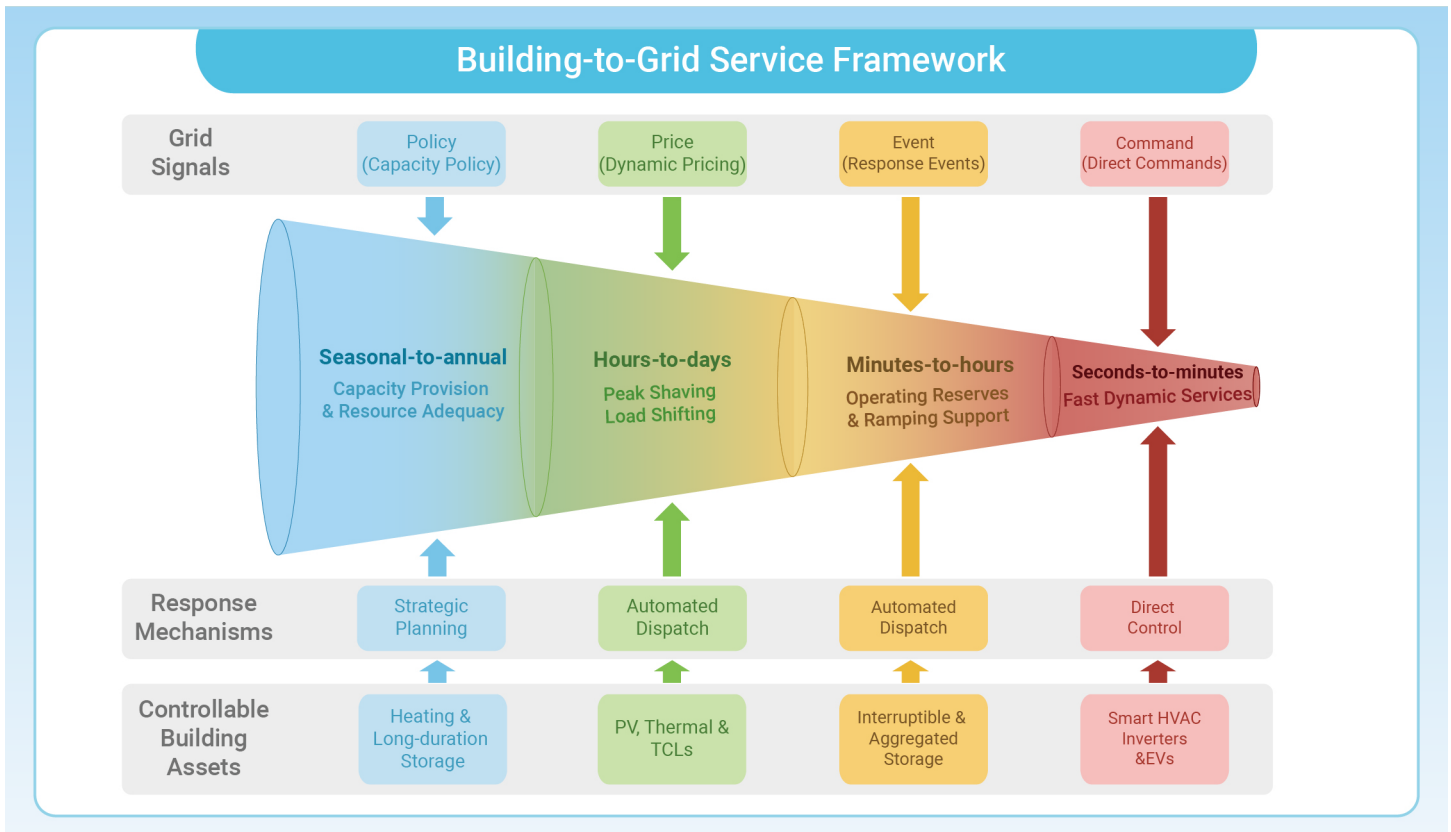 Building-to-Grid Service Framework
Grid
Signals
Policy
(Capacity Policy)
Price
(Dynamic Pricing)
Event
(Response Events)
Command
(Direct Commands)
Seasonal-to-annual
Capacity Provision
& Resource Adequacy
Hours-to-days
Peak Shaving
Load Shifting
Minutes-to-hours
Operating Reserves
& Ramping Support
Seconds-to-minutes
Fast Dynamic Services
Response
Mechanisms
Strategic
Planning
Automated
Dispatch
Automated
Dispatch
Direct
Control
Controllable
Building
Assets
Heating &
Long-duration
Storage
PV, Thermal &
TCLs
Interruptible &
Aggregated
Storage
Smart HVAC
Inverters
&EVs